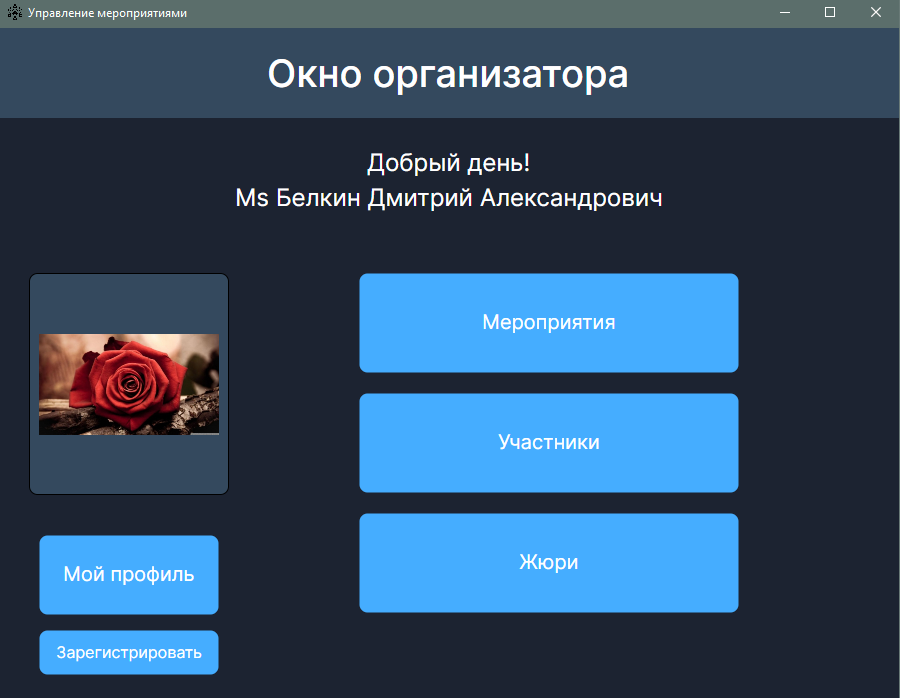 Управление мероприятиями
Окно организатора
Добрый день!
Ms Белкин Дмитрий Александрович
Мероприятия
Участники
Жюри
Мой профиль
Зарегистрировать